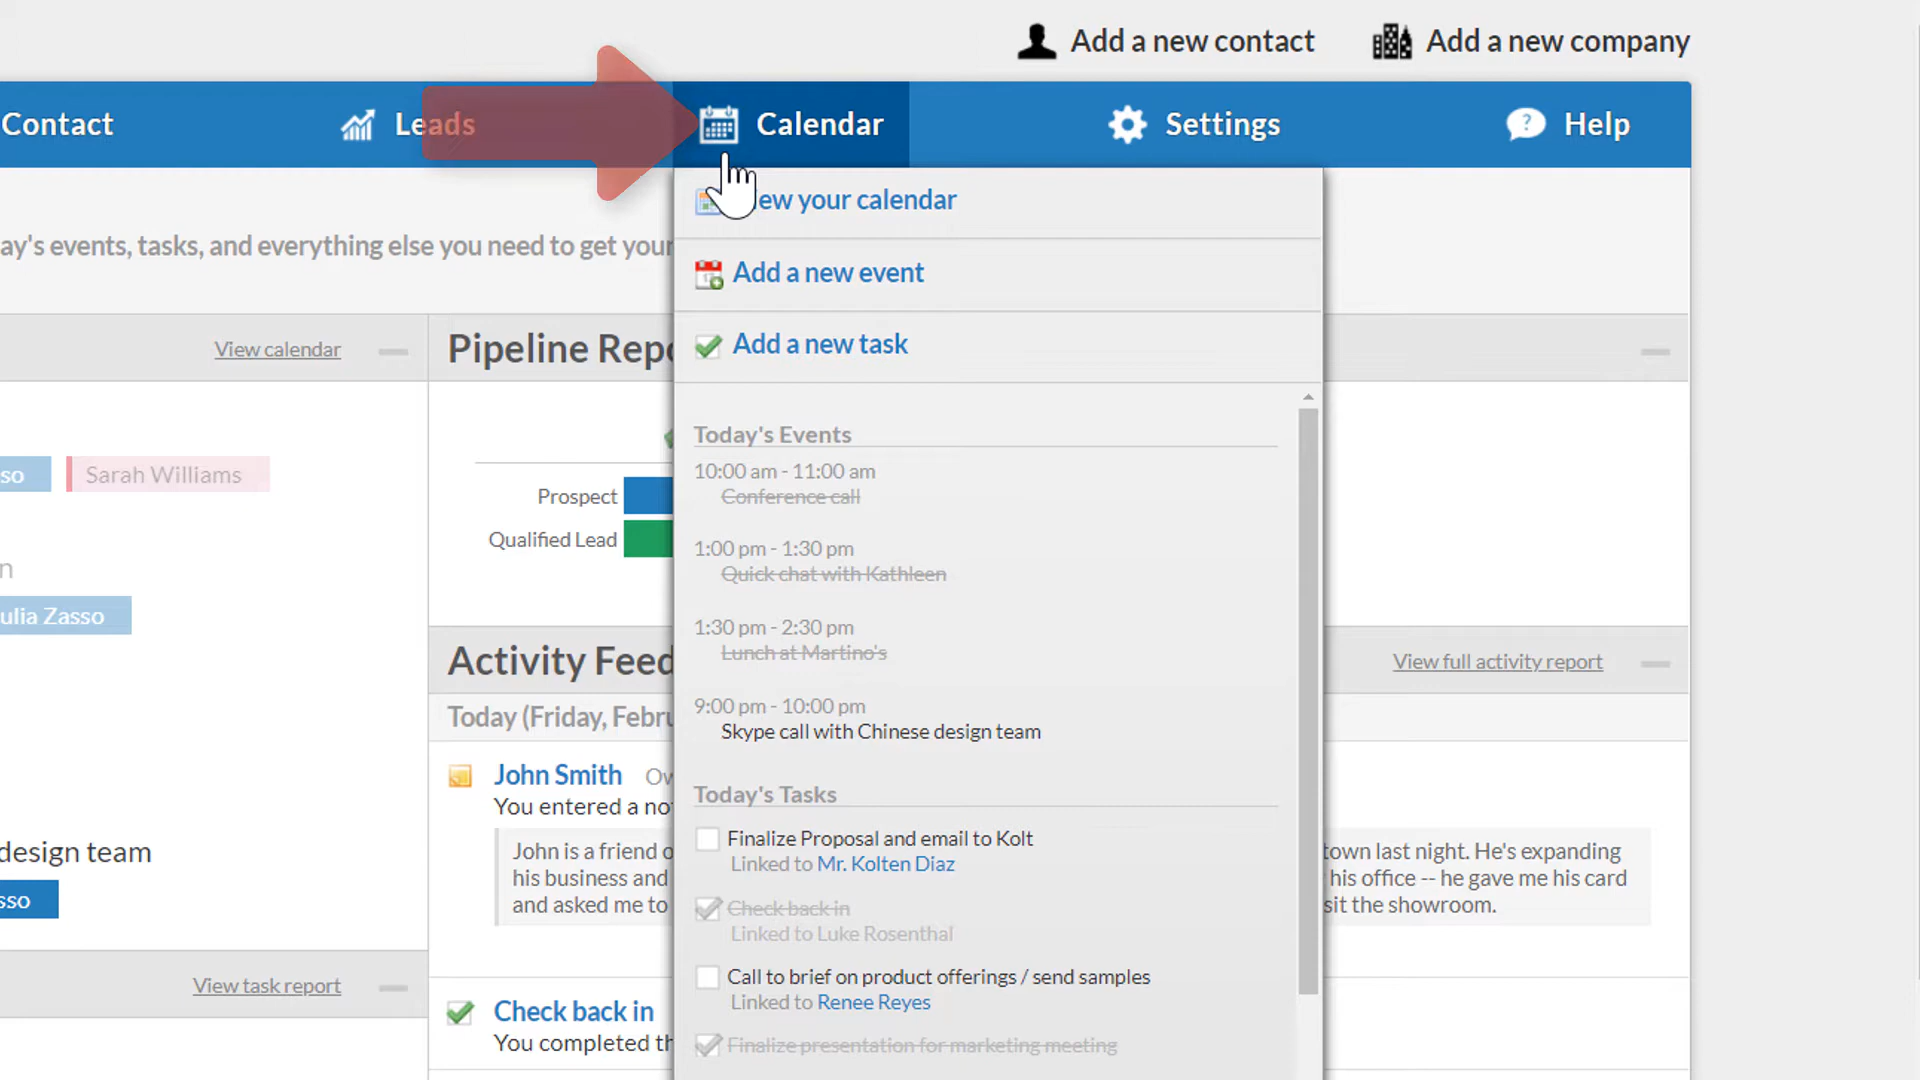 Add a new contact
Add a new company
Contact
Leads
Calendar
Settings
Help
ay's events, tasks, and everything else you need to get your
ew your calendar
Add a new event
Add a new task
View calendar
Pipeline Repo
so
Sarah Williams
n
ulia Zasso
Prospect
Qualified Lead
Today's Events
10:00 am - 11:00 am
Conference call
1:00 pm - 1:30 pm
Quick chat with Kathleen
1:30 pm - 2:30 pm
Lunch at Martino's
9:00 pm - 10:00 pm
Skype call with Chinese design team
Today's Tasks
Finalize Proposal and email to Kolt
Linked to Mr. Kolten Diaz
Check back in
Linked to Luke Rosenthal
Call to brief on product offerings / send samples
Linked to Renee Reyes
Finalize presentation for marketing meeting
Activity Feed
View full activity report
Today (Friday, Febru
John Smith Ow
You entered a no
John is a friend o
town last night. He's expanding
his business and
his office -- he gave me his card
and asked me to
sit the showroom.
design team
sso
View task report
Check back in
You completed th